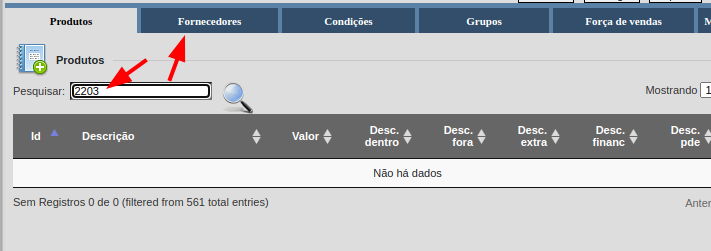 Produtos Fornecedores Condições Grupos Força de vendas M
Produtos
Pesquisar: 2203 Mostrando 1
Id Descrição Valor Desc. dentro Desc. fora Desc. extra Desc. financ Desc. pde
Não há dados
Sem Registros 0 de 0 (filtered from 561 total entries) Anter